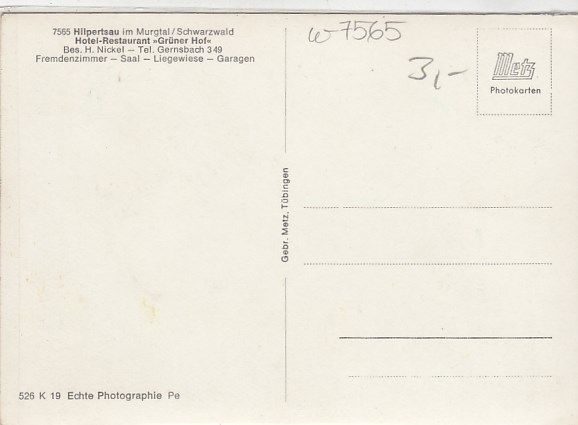 7565 Hilpertsau im Murgtal/Schwarzwald
Hotel-Restaurant »Grüner Hof«
Bes. H. Nickel — Tel. Gernsbach 349
Fremdenzimmer — Saal — Liegewiese — Garagen
w-7565
3,-
Metz
Photokarten
Gebr. Metz, Tübingen
526 K 19 Echte Photographie Pe